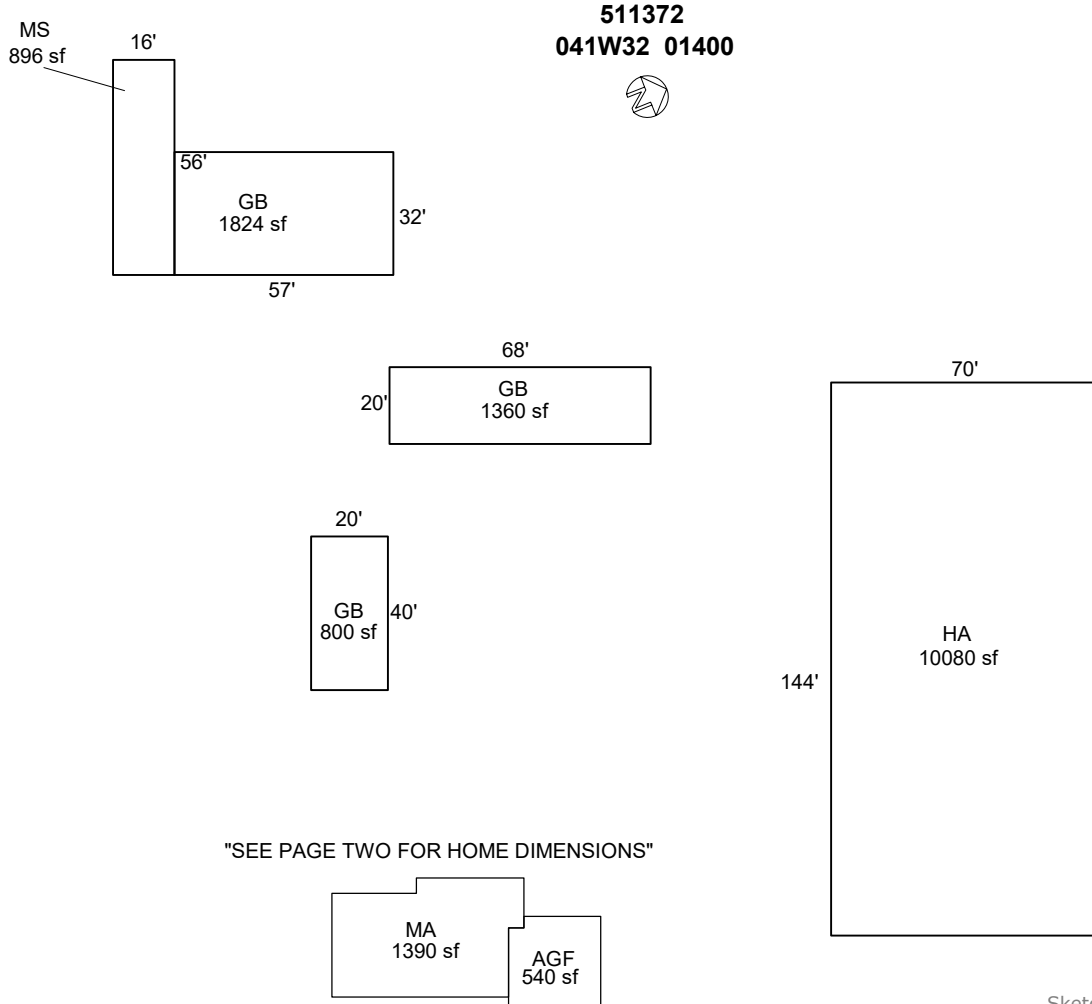 511372
041W32 01400
MS
896 sf
16'
56'
GB
1824 sf
32'
57'
68'
20'
GB
1360 sf
70'
20'
GB
800 sf
40'
HA
10080 sf
144'
"SEE PAGE TWO FOR HOME DIMENSIONS"
MA
1390 sf
AGF
540 sf